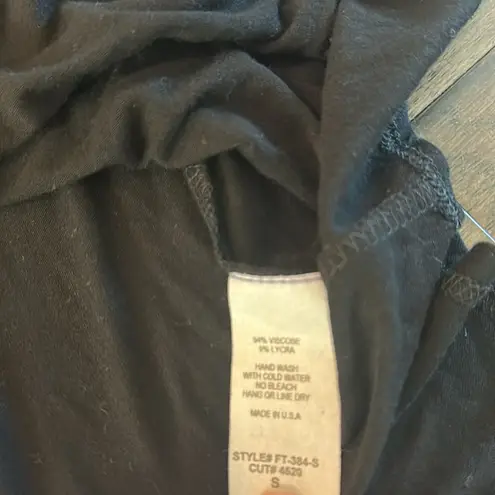 94% VISCOSE
6% LYCRA
HAND WASH
WITH COLD WATER
NO BLEACH
HANG OR LINE DRY
MADE IN U.S.A
STYLE# FT-384-S
CUT# 4620
S